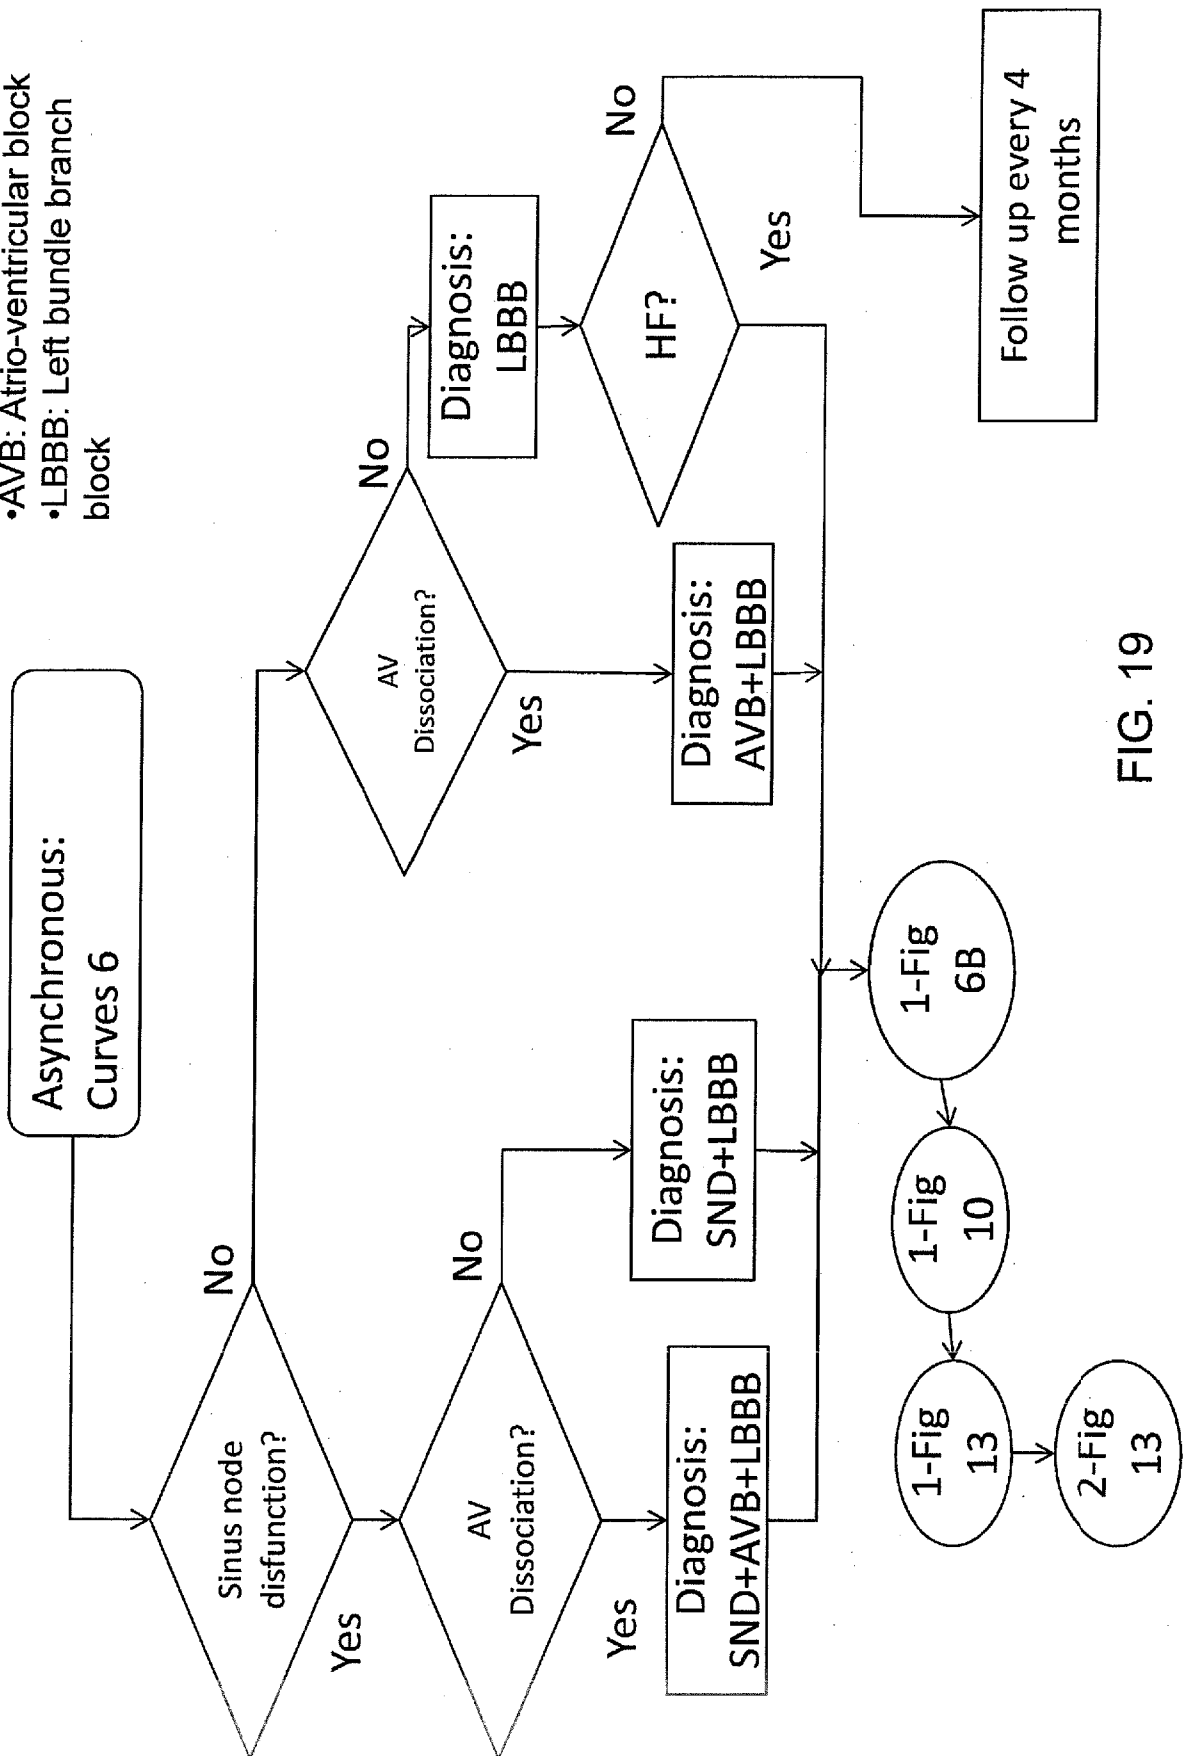 •AVB: Atrio-ventricular block
•LBBB: Left bundle branch
block
Asynchronous:
Curves 6
Sinus node
disfunction?
No
Yes
AV
Dissociation?
No
Yes
AV
Dissociation?
No
Yes
Diagnosis:
LBBB
HF?
No
Yes
Diagnosis:
SND+AVB+LBBB
Diagnosis:
SND+LBBB
Diagnosis:
AVB+LBBB
Follow up every 4
months
1-Fig
6B
1-Fig
10
1-Fig
13
2-Fig
13
FIG. 19